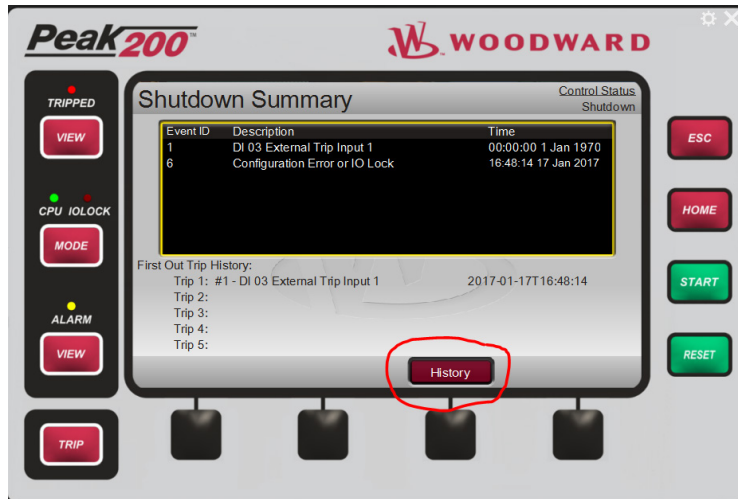 Peak200™
WOODWARD
TRIPPED
VIEW
CPU IOLOCK
MODE
ALARM
VIEW
TRIP
Shutdown Summary
Control Status
Shutdown
Event ID Description Time
1 DI 03 External Trip Input 1 00:00:00 1 Jan 1970
6 Configuration Error or IO Lock 16:48:14 17 Jan 2017
First Out Trip History:
Trip 1: #1 - DI 03 External Trip Input 1 2017-01-17T16:48:14
Trip 2:
Trip 3:
Trip 4:
Trip 5:
History
ESC
HOME
START
RESET